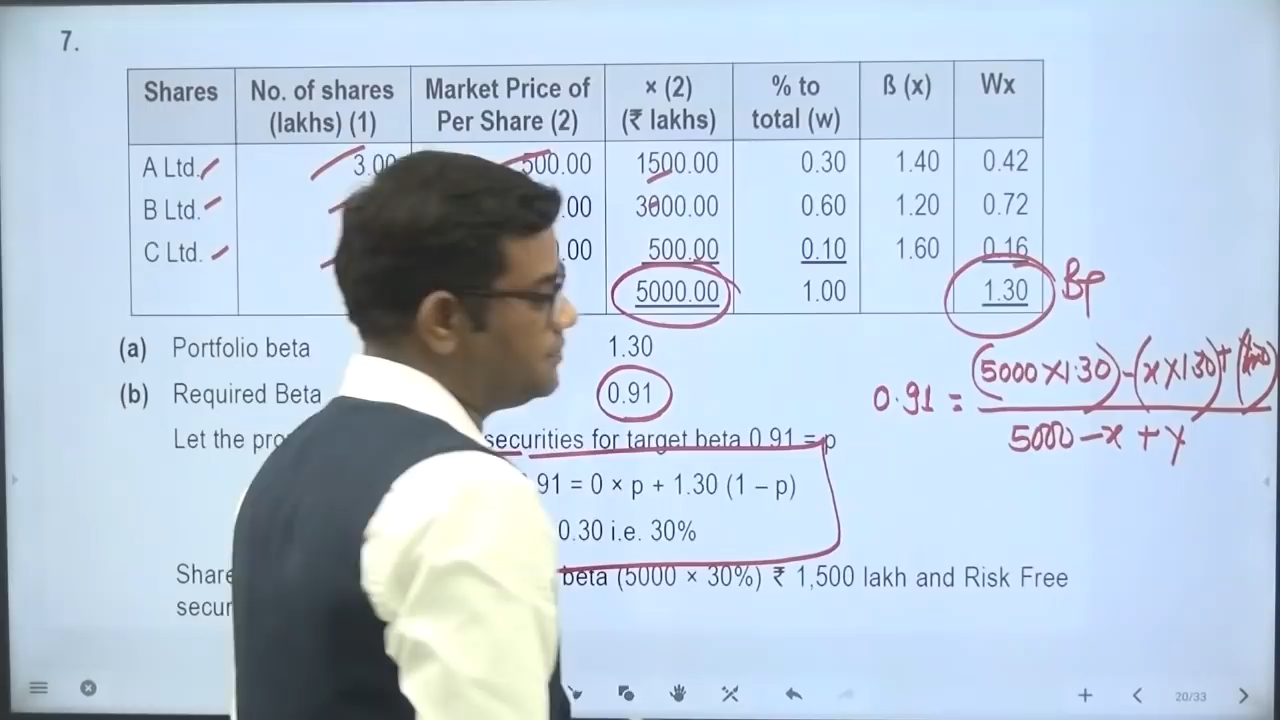 7.
Shares No. of shares (lakhs) (1) Market Price of Per Share (2) × (2) (₹ lakhs) % to total (w) ß (x) Wx
A Ltd. 3.00 500.00 1500.00 0.30 1.40 0.42
B Ltd. .00 3000.00 0.60 1.20 0.72
C Ltd. .00 500.00 0.10 1.60 0.16
5000.00 1.00 1.30 βp
(a) Portfolio beta 1.30
(b) Required Beta 0.91
0.91 = (5000×1.30) - (x×1.30) +
5000 - x + y
Let the securities for target beta 0.91 = p
91 = 0 × p + 1.30 (1 – p)
0.30 i.e. 30%
Share beta (5000 × 30%) ₹ 1,500 lakh and Risk Free
secur
20/33